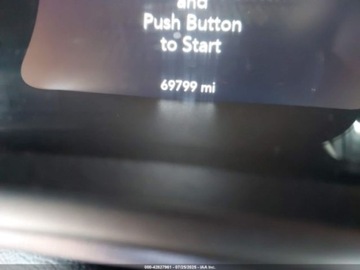 and
Push Button
to Start
69799 mi